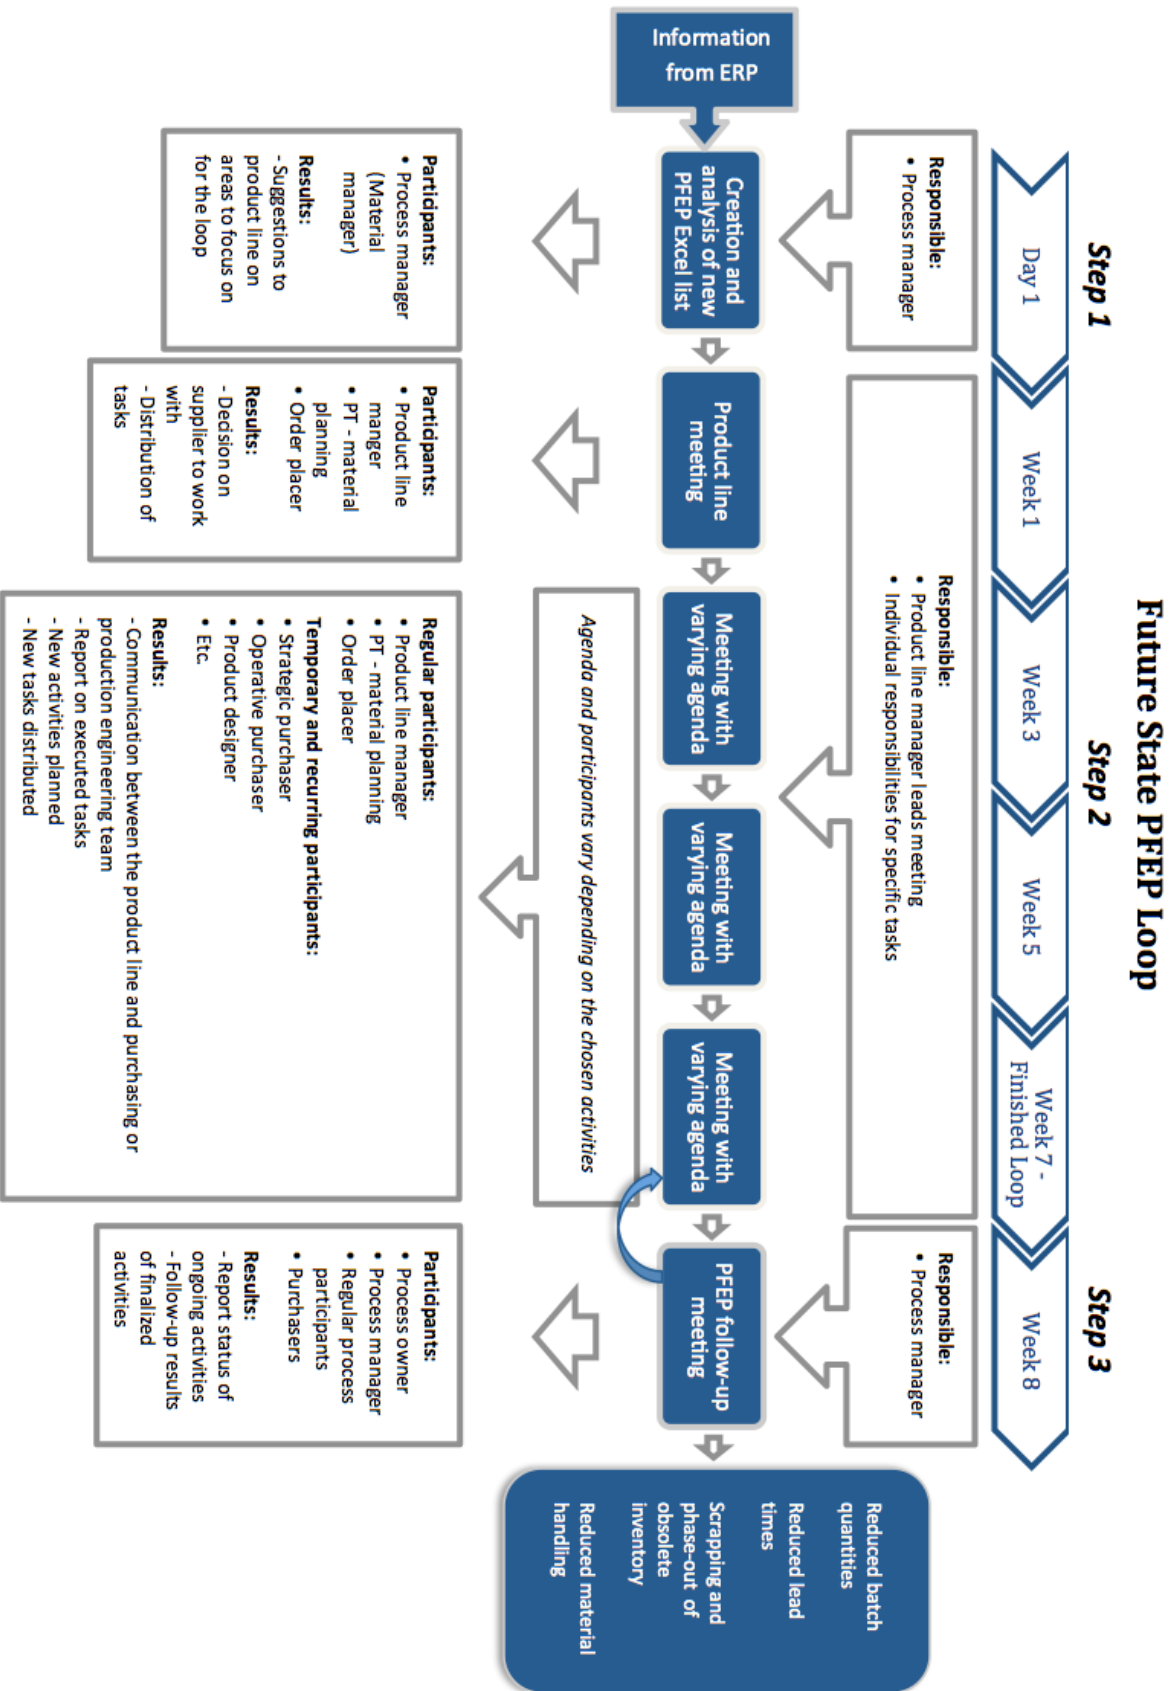 Future State PFEP Loop
Step 1
Step 2
Step 3
Day 1
Week 1
Week 3
Week 5
Week 7 -
Finished Loop
Week 8
Responsible:
• Process manager
Responsible:
• Product line manager leads meeting
• Individual responsibilities for specific tasks
Responsible:
• Process manager
Information
from ERP
Creation and
analysis of new
PFEP Excel list
Product line
meeting
Meeting with
varying agenda
Meeting with
varying agenda
Meeting with
varying agenda
PFEP follow-up
meeting
Reduced batch
quantities
Reduced lead
times
Scrapping and
phase-out of
obsolete
inventory
Reduced material
handling
Agenda and participants vary depending on the chosen activities
Participants:
• Process manager
(Material
manager)
Results:
- Suggestions to
product line on
areas to focus on
for the loop
Participants:
• Product line
manger
• PT - material
planning
• Order placer
Results:
- Decision on
supplier to work
with
- Distribution of
tasks
Regular participants:
• Product line manager
• PT - material planning
• Order placer
Temporary and recurring participants:
• Strategic purchaser
• Operative purchaser
• Product designer
• Etc.
Results:
- Communication between the product line and purchasing or
production engineering team
- Report on executed tasks
- New activities planned
- New tasks distributed
Participants:
• Process owner
• Process manager
• Regular process
participants
• Purchasers
Results:
- Report status of
ongoing activities
- Follow-up results
of finalized
activities